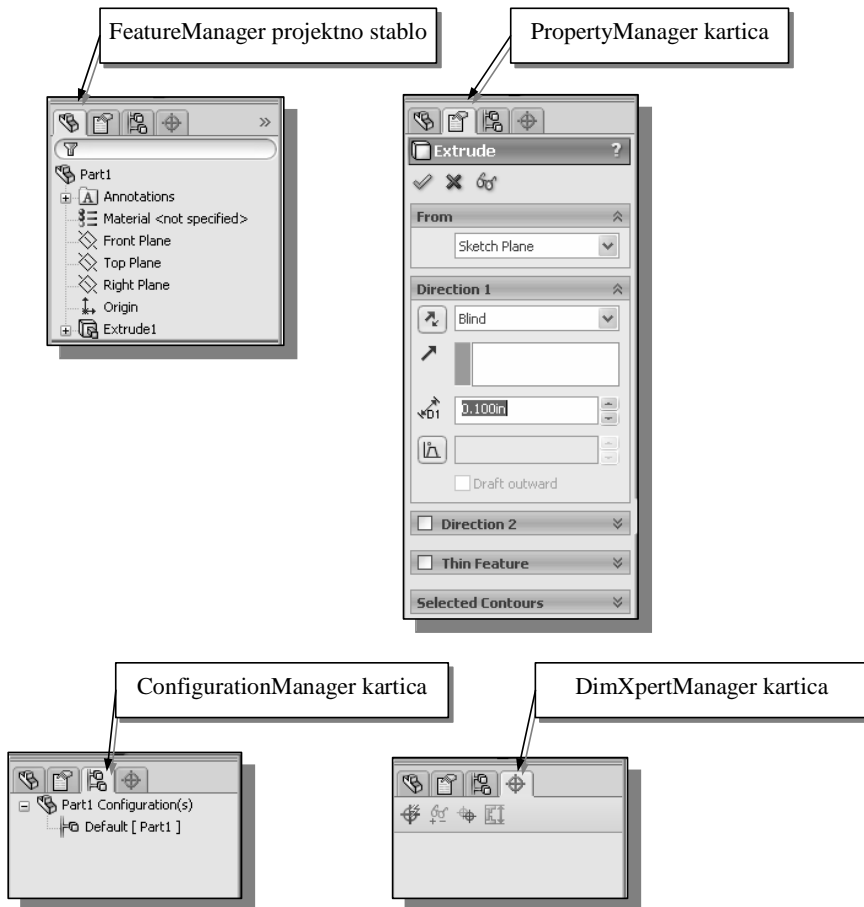 FeatureManager projektno stablo
PropertyManager kartica
Part1
Annotations
Material <not specified>
Front Plane
Top Plane
Right Plane
Origin
Extrude1
Extrude ?
From
Sketch Plane
Direction 1
Blind
D1 0.100in
Draft outward
Direction 2
Thin Feature
Selected Contours
ConfigurationManager kartica
DimXpertManager kartica
Part1 Configuration(s)
Default [ Part1 ]